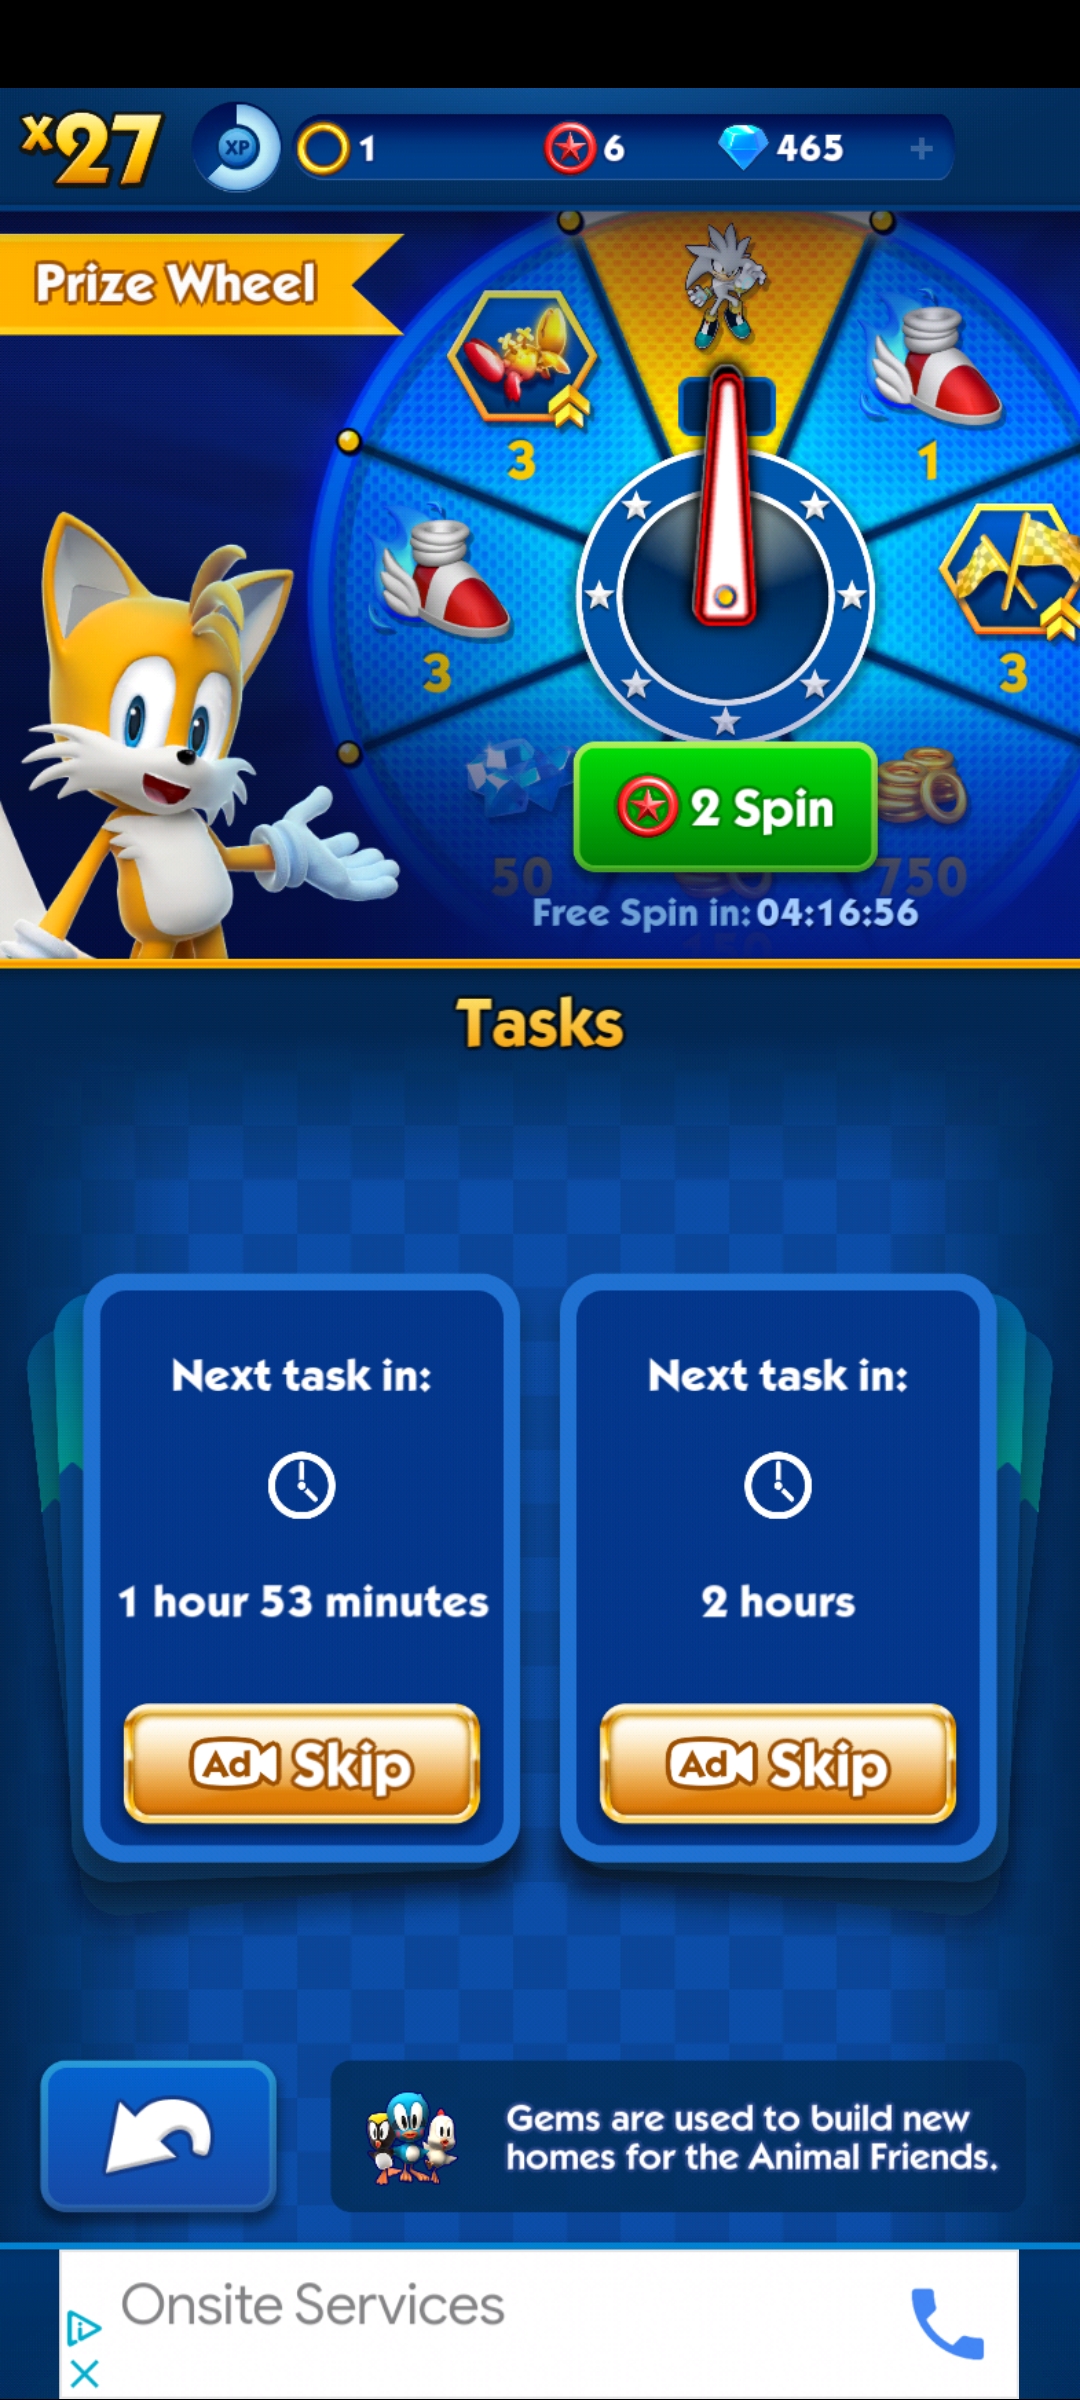 x27
XP
1
6
465
+
Prize Wheel
3
1
3
3
2 Spin
50
750
Free Spin in: 04:16:56
Tasks
Next task in:
1 hour 53 minutes
Ad Skip
Next task in:
2 hours
Ad Skip
Gems are used to build new
homes for the Animal Friends.
Onsite Services